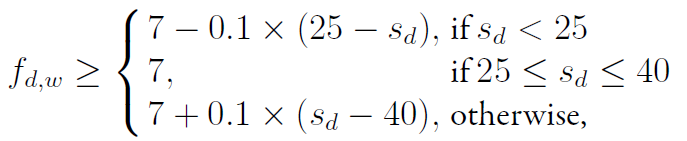 7 − 0.1 × (25 − s_d), if s_d < 25
f_{d,w} ≥ { 7, if 25 ≤ s_d ≤ 40
7 + 0.1 × (s_d − 40), otherwise,